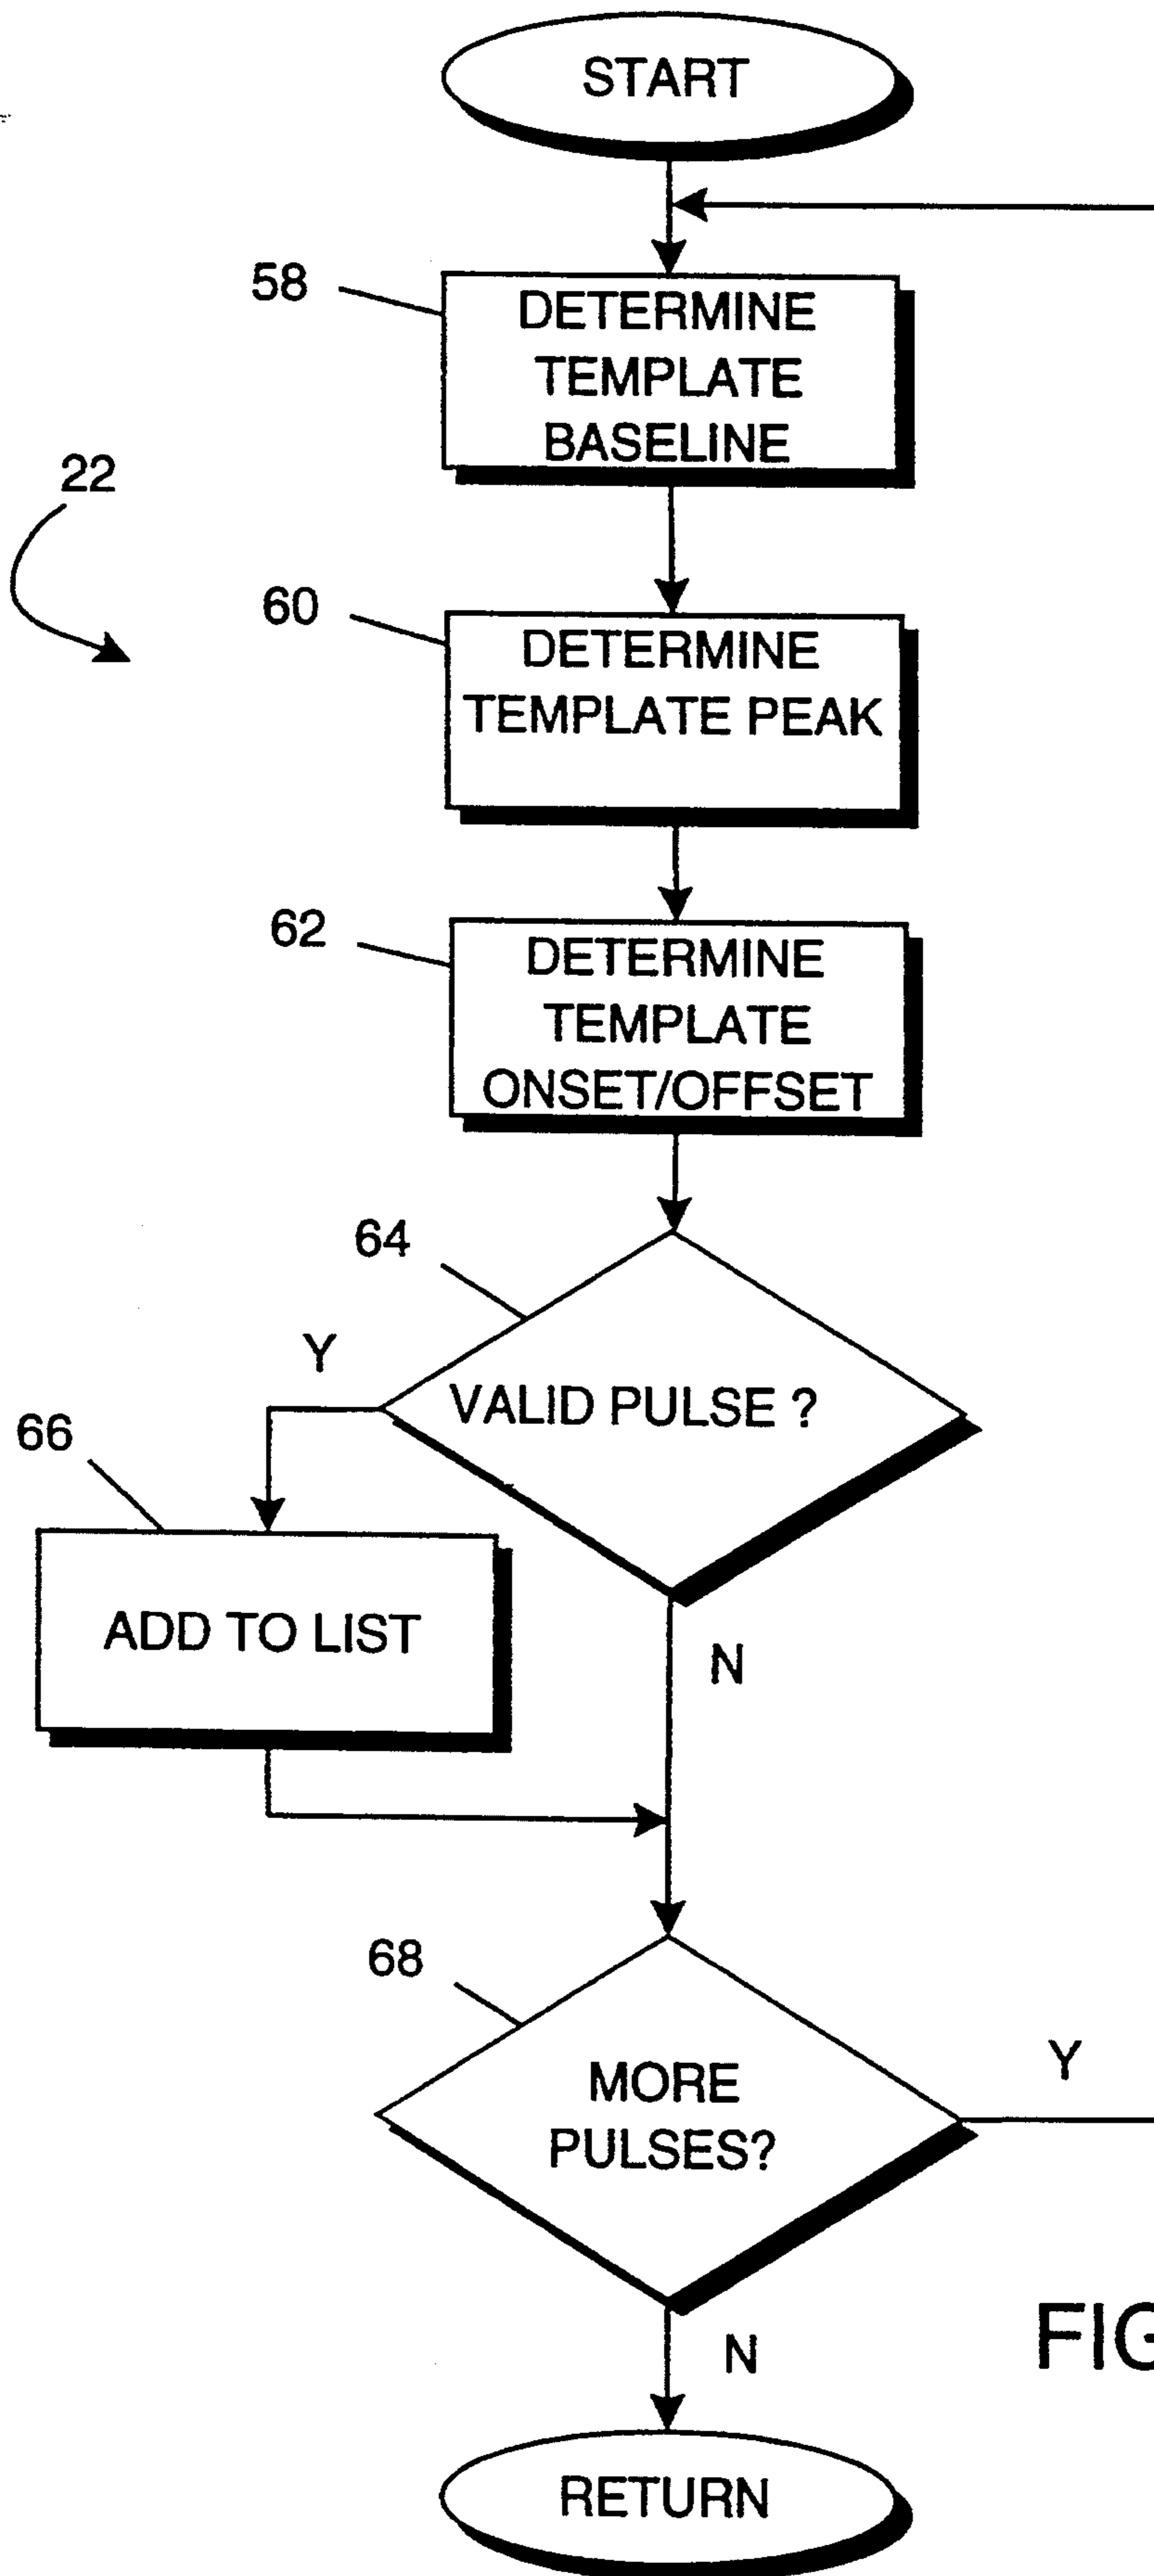 START
58
DETERMINE
TEMPLATE
BASELINE
22
60
DETERMINE
TEMPLATE PEAK
62
DETERMINE
TEMPLATE
ONSET/OFFSET
64
Y
VALID PULSE ?
66
ADD TO LIST
N
68
MORE
PULSES?
Y
FIG
N
RETURN